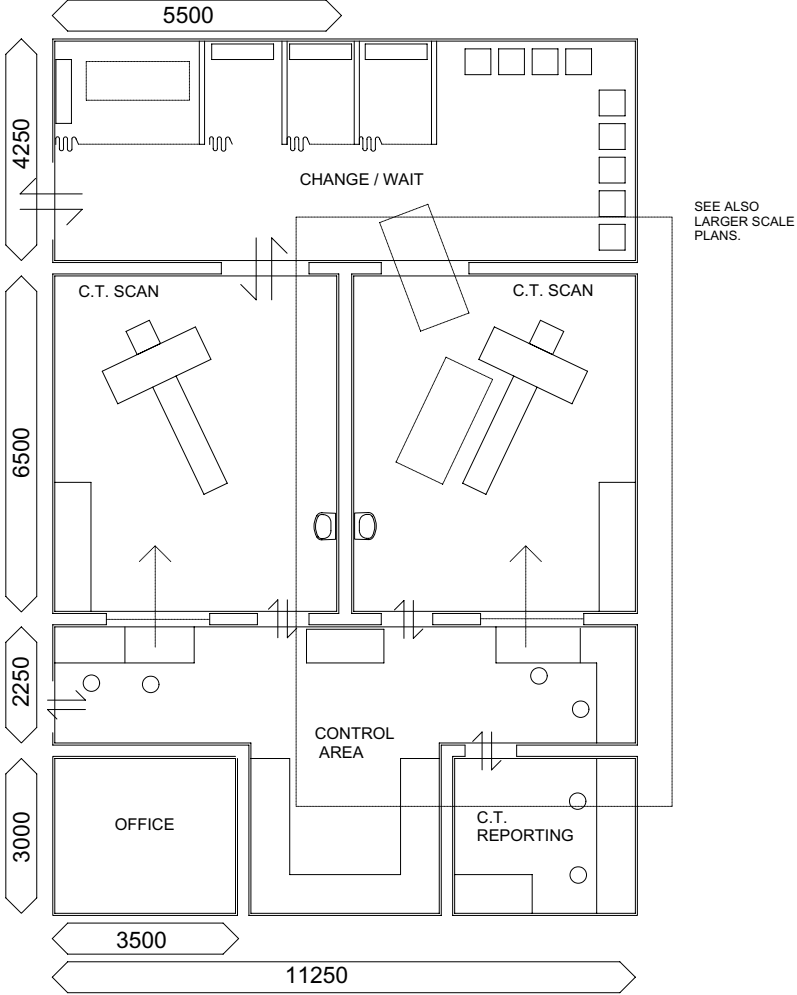 5500
4250
CHANGE / WAIT
SEE ALSO
LARGER SCALE
PLANS.
C.T. SCAN
C.T. SCAN
6500
2250
CONTROL
AREA
3000
OFFICE
C.T.
REPORTING
3500
11250